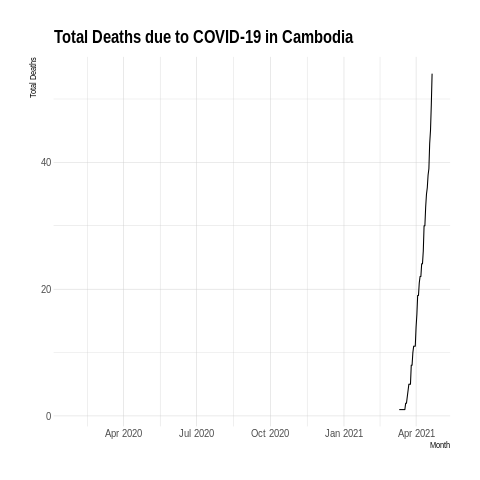 Total Deaths due to COVID-19 in Cambodia
Total Deaths
40
20
0
Apr 2020 Jul 2020 Oct 2020 Jan 2021 Apr 2021
Month